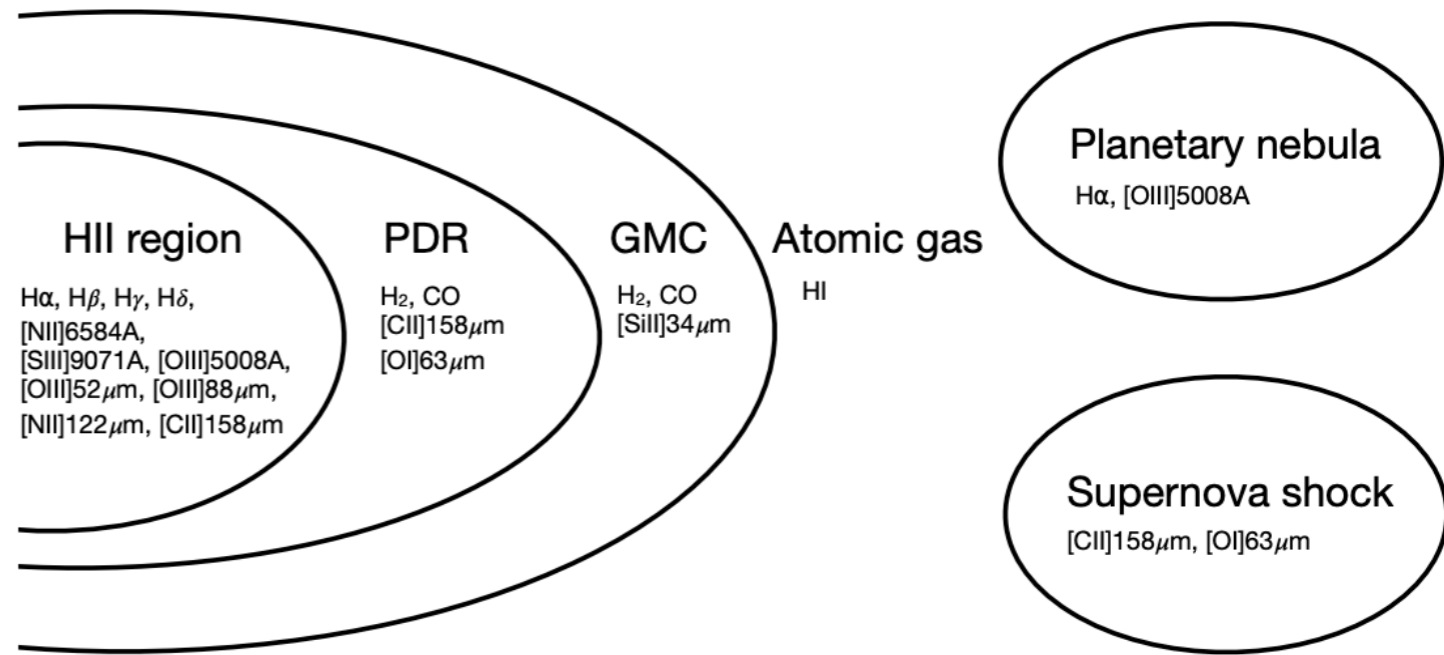 HII region
Hα, Hβ, Hγ, Hδ,
[NII]6584A,
[SIII]9071A, [OIII]5008A,
[OIII]52μm, [OIII]88μm,
[NII]122μm, [CII]158μm
PDR
H₂, CO
[CII]158μm
[OI]63μm
GMC
H₂, CO
[SiII]34μm
Atomic gas
HI
Planetary nebula
Hα, [OIII]5008A
Supernova shock
[CII]158μm, [OI]63μm